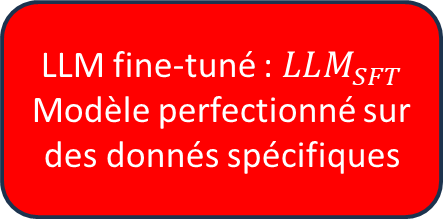 LLM fine-tuné : LLM_SFT
Modèle perfectionné sur
des donnés spécifiques